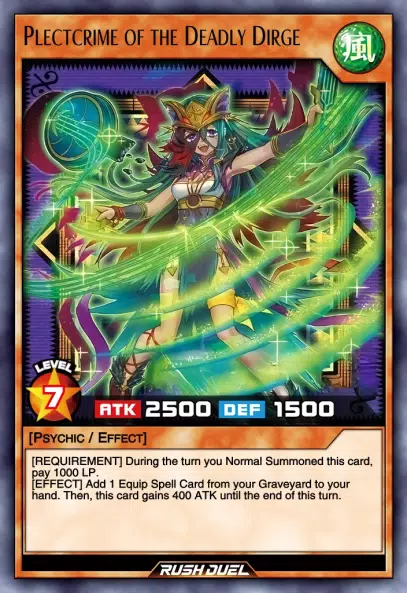 Plectcrime of the Deadly Dirge
風
LEVEL
7
ATK 2500 DEF 1500
[Psychic / Effect]
[REQUIREMENT] During the turn you Normal Summoned this card,
pay 1000 LP.
[EFFECT] Add 1 Equip Spell Card from your Graveyard to your
hand. Then, this card gains 400 ATK until the end of this turn.
RUSH DUEL